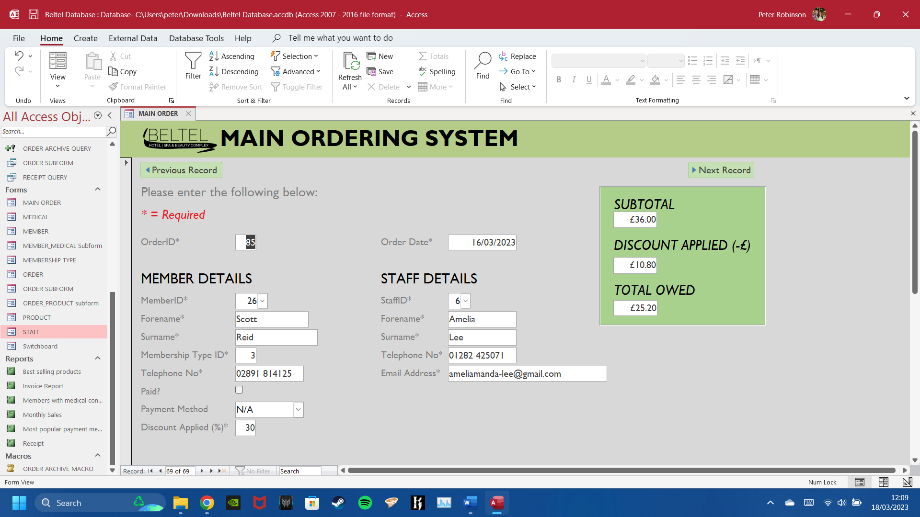 Beltel Database : Database- C:\Users\peter\Downloads\Beltel Database.accdb (Access 2007 - 2016 file format) - Access
Peter Robinson
File Home Create External Data Database Tools Help Tell me what you want to do
View
Paste
Cut
Copy
Format Painter
Filter
Ascending
Descending
Remove Sort
Selection
Advanced
Toggle Filter
Refresh All
New
Save
Delete
Totals
Spelling
More
Find
Replace
Go To
Select
B I U A
Undo Views Clipboard Sort & Filter Records Find Text Formatting
All Access Obj...
Search...
ORDER ARCHIVE QUERY
ORDER SUBFORM
RECEIPT QUERY
Forms
MAIN ORDER
MEDICAL
MEMBER
MEMBER_MEDICAL Subform
MEMBERSHIP TYPE
ORDER
ORDER SUBFORM
ORDER_PRODUCT subform
PRODUCT
STAFF
Switchboard
Reports
Best selling products
Invoice Report
Members with medical con...
Monthly Sales
Most popular payment me...
Receipt
Macros
ORDER ARCHIVE MACRO
MAIN ORDER
BELTEL
HOTEL | SPA & BEAUTY COMPLEX
MAIN ORDERING SYSTEM
Previous Record
Next Record
Please enter the following below:
* = Required
OrderID* 85
Order Date* 16/03/2023
MEMBER DETAILS
MemberID* 26
Forename* Scott
Surname* Reid
Membership Type ID* 3
Telephone No* 02891 814125
Paid?
Payment Method N/A
Discount Applied (%)* 30
STAFF DETAILS
StaffID* 6
Forename* Amelia
Surname* Lee
Telephone No* 01282 425071
Email Address* ameliamanda-lee@gmail.com
SUBTOTAL
£36.00
DISCOUNT APPLIED (-£)
£10.80
TOTAL OWED
£25.20
Record: 69 of 69 No Filter Search
Form View
Num Lock
Search
12:09
18/03/2023